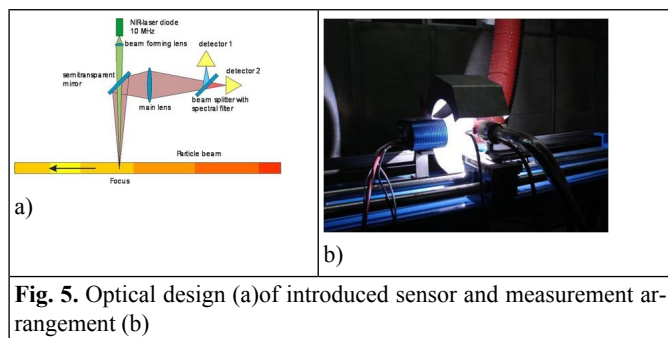 NIR-laser diode
10 MHz
beam forming lens
detector 1
semitransparent
mirror
detector 2
main lens
beam splitter with
spectral filter
Particle beam
Focus
a)
b)
Fig. 5. Optical design (a)of introduced sensor and measurement ar-
rangement (b)